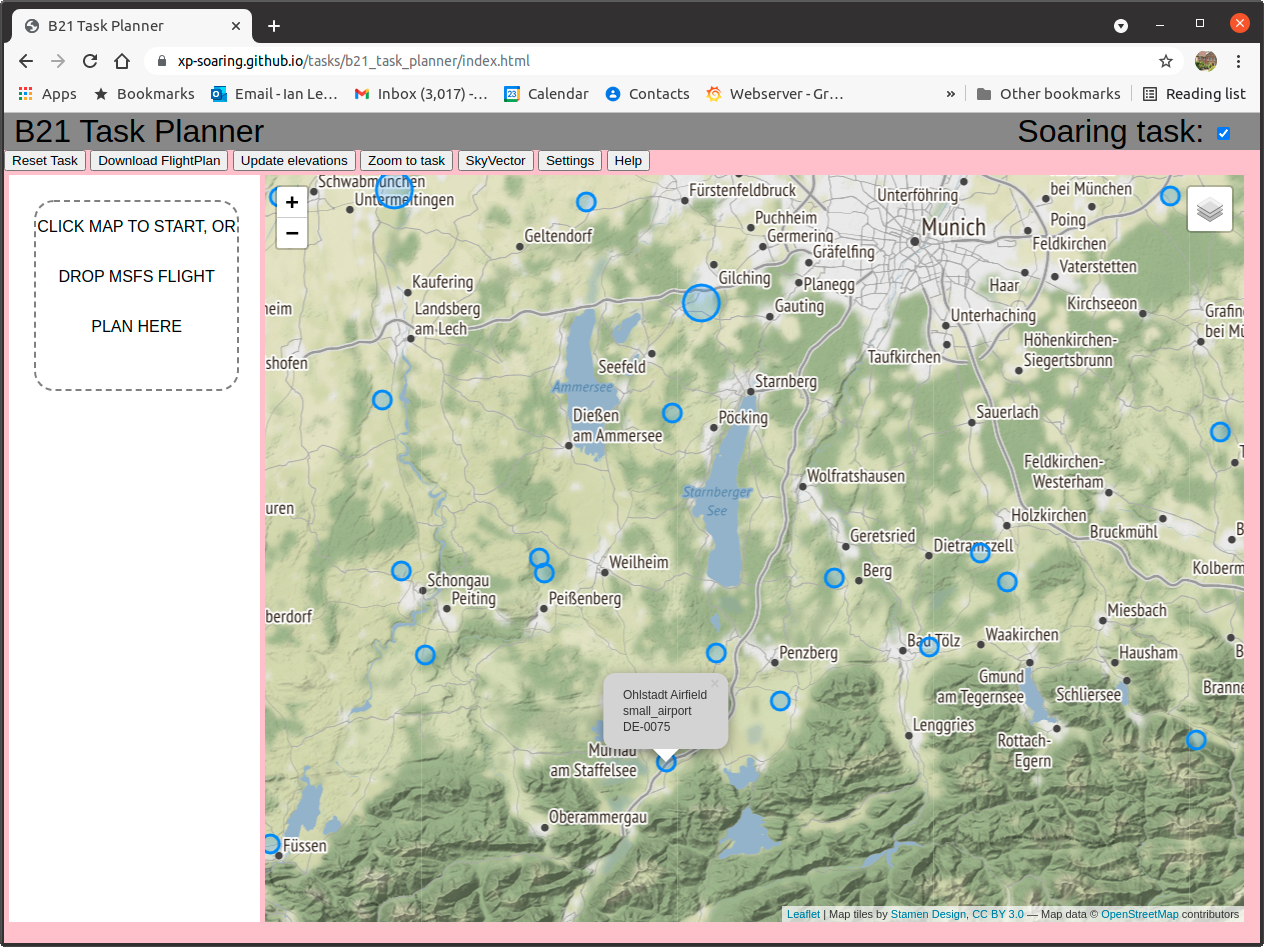 B21 Task Planner
xp-soaring.github.io/tasks/b21_task_planner/index.html
Apps Bookmarks Email - Ian Le... Inbox (3,017) -... Calendar Contacts Webserver - Gr... » Other bookmarks Reading list
B21 Task Planner Soaring task:
Reset Task Download FlightPlan Update elevations Zoom to task SkyVector Settings Help
CLICK MAP TO START, OR
DROP MSFS FLIGHT
PLAN HERE
+
−
Schwabmünchen
Untermeitingen
Fürstenfeldbruck
Unterföhring
bei München
Puchheim
Poing
Geltendorf
Germering
Munich
Gräfelfing
Feldkirchen
Vaterstetten
Kaufering
Gilching
Planegg
Haar
heim
Landsberg
am Lech
Gauting
Kirchseeon
Unterhaching
Grafin
bei Mü
shofen
Seefeld
Taufkirchen
Höhenkirchen-
Siegertsbrunn
Ammersee
Starnberg
Dießen
am Ammersee
Pöcking
Sauerlach
Feldkirchen-
Westerham
Wolfratshausen
Starnberger
See
uren
Holzkirchen
Bruckmühl
Geretsried
Dietramszell
B
Weilheim
Berg
Kolberm
Schongau
Peiting
Peißenberg
berdorf
Miesbach
Bad Tölz
Waakirchen
Penzberg
Hausham
B
Gmund
am Tegernsee
Schliersee
Branne
Ohlstadt Airfield
small_airport
DE-0075
×
Lenggries
Rottach-
Egern
Murnau
am Staffelsee
Oberammergau
Füssen
Leaflet | Map tiles by Stamen Design, CC BY 3.0 — Map data © OpenStreetMap contributors